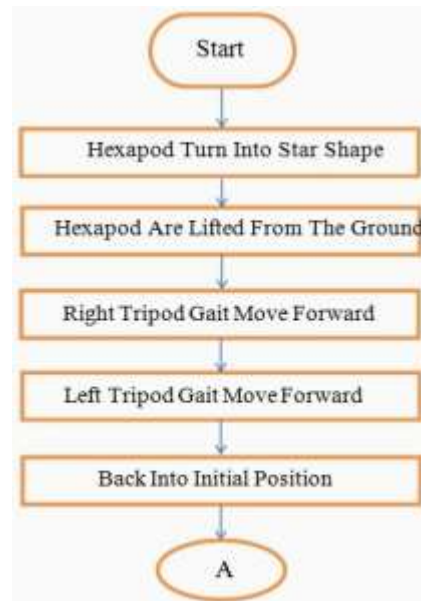 Start
Hexapod Turn Into Star Shape
Hexapod Are Lifted From The Ground
Right Tripod Gait Move Forward
Left Tripod Gait Move Forward
Back Into Initial Position
A